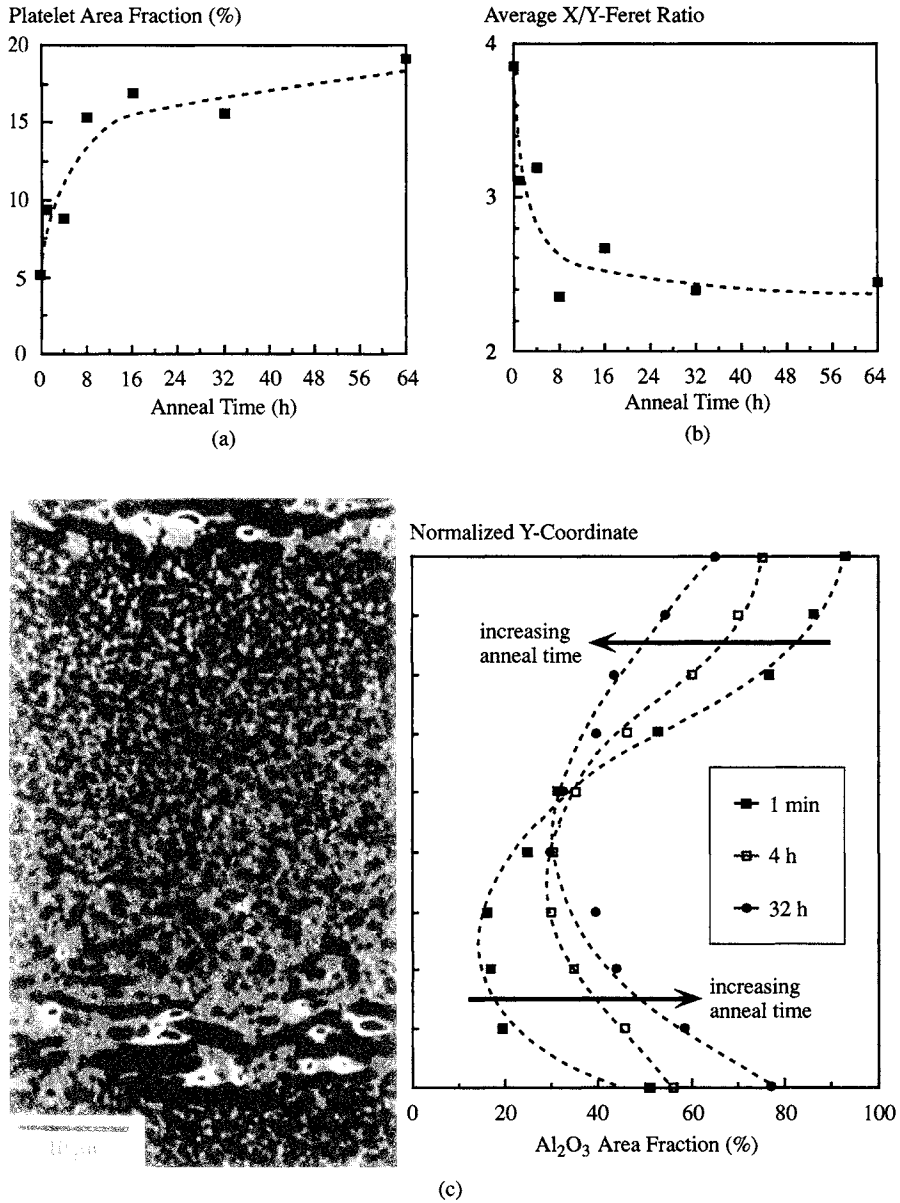 Platelet Area Fraction (%)
20
15
10
5
0
0 8 16 24 32 40 48 56 64
Anneal Time (h)
(a)
Average X/Y-Feret Ratio
4
3
2
0 8 16 24 32 40 48 56 64
Anneal Time (h)
(b)
10 μm
Normalized Y-Coordinate
increasing
anneal time
1 min
4 h
32 h
increasing
anneal time
0 20 40 60 80 100
Al₂O₃ Area Fraction (%)
(c)